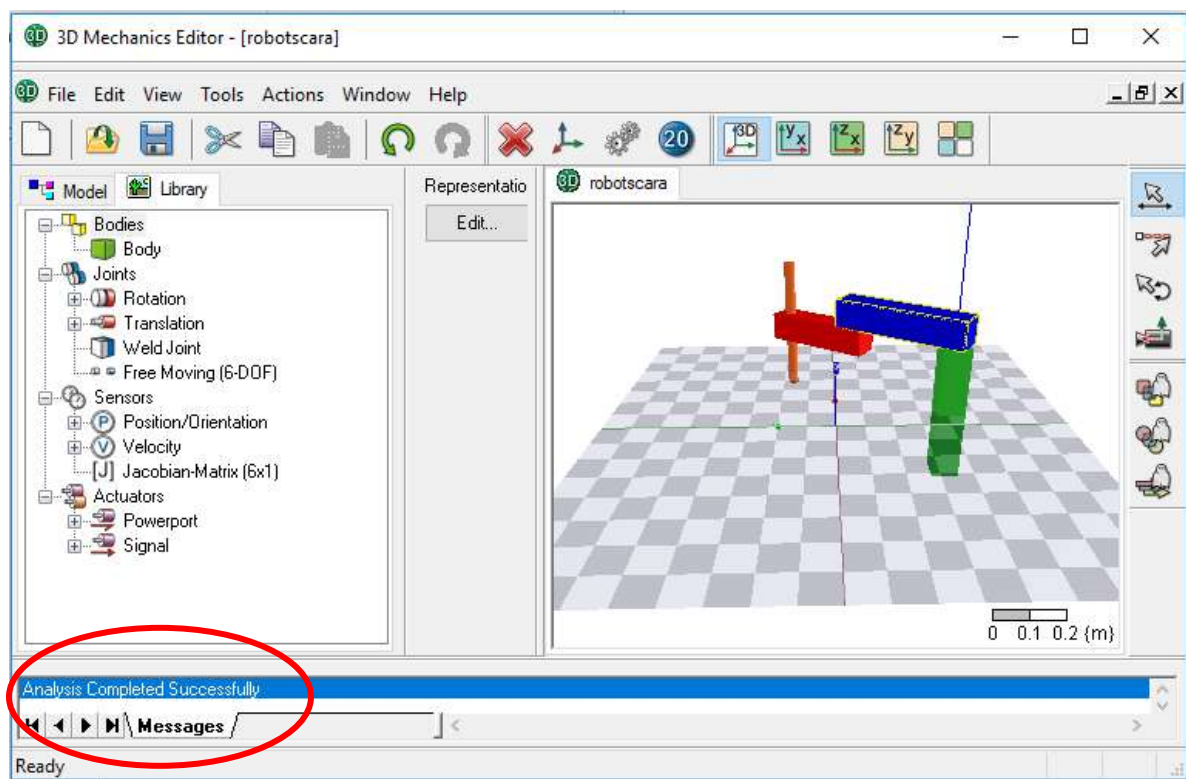 3D Mechanics Editor - [robotscara]
File Edit View Tools Actions Window Help
20 3D y x z x z y
Model Library
Representatio
robotscara
Edit...
Bodies
Body
Joints
Rotation
Translation
Weld Joint
Free Moving (6-DOF)
Sensors
P Position/Orientation
V Velocity
[J] Jacobian-Matrix (6x1)
Actuators
Powerport
Signal
0 0.1 0.2 {m}
Analysis Completed Successfully
Messages
Ready